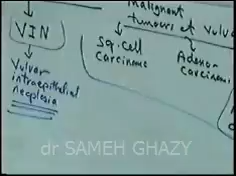 Malignant
tumours of Vulva
VIN
Vulvar
intraepithelial
neoplasia
Sq. cell
carcinoma
Adeno-
carcinoma
dr SAMEH GHAZY